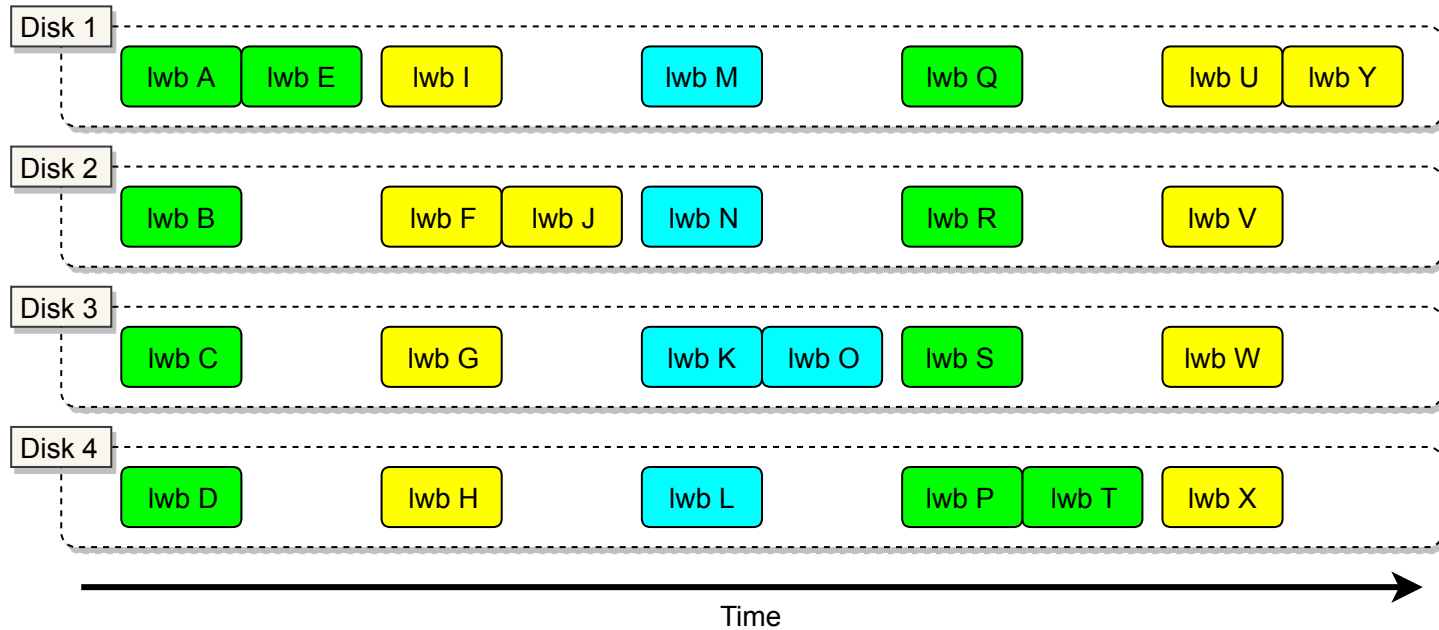 Disk 1
lwb A lwb E lwb I lwb M lwb Q lwb U lwb Y
Disk 2
lwb B lwb F lwb J lwb N lwb R lwb V
Disk 3
lwb C lwb G lwb K lwb O lwb S lwb W
Disk 4
lwb D lwb H lwb L lwb P lwb T lwb X
Time